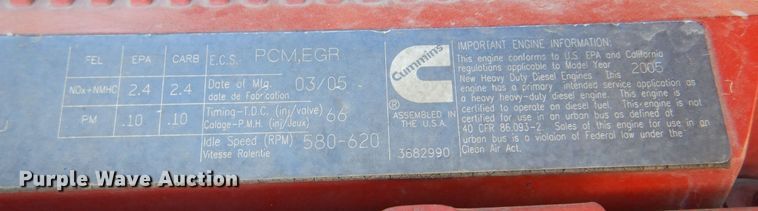 FEL EPA CARB
NOx+NMHC 2.4 2.4
PM .10 .10
E.C.S. PCM,EGR
Date of Mfg. 03/05
date de Fabrication
Timing-T.D.C. (inj/valve)
Calage-P.M.H. (inj/Jeux) 66
Idle Speed (RPM) 580-620
Vitesse Ralentie
Cummins
®
ASSEMBLED IN
THE U.S.A.
3682990
IMPORTANT ENGINE INFORMATION:
This engine conforms to U.S. EPA and California
regulations applicable to Model Year 2005
New Heavy Duty Diesel Engines. This
engine has a primary intended service application as
a heavy heavy-duty diesel engine. This engine is
certified to operate on diesel fuel. This engine is not
certified for use in an urban bus as defined at
40 CFR 86.093-2. Sales of this engine for use in an
urban bus is a violaion of Federal law under the
Clean Air Act.
Purple Wave Auction